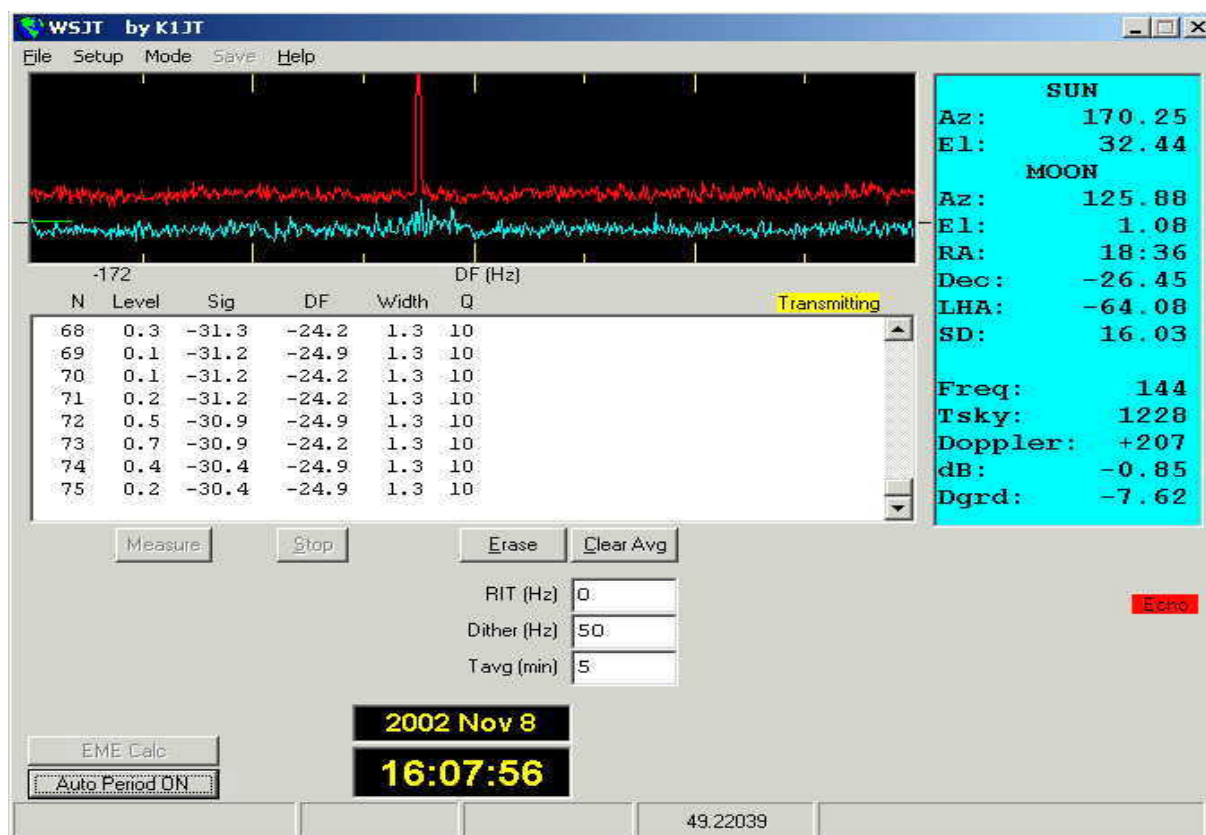 WSJT by K1JT
File Setup Mode Save Help
SUN
Az: 170.25
El: 32.44
MOON
Az: 125.88
El: 1.08
RA: 18:36
Dec: -26.45
LHA: -64.08
SD: 16.03
Freq: 144
Tsky: 1228
Doppler: +207
dB: -0.85
Dgrd: -7.62
-172 DF (Hz)
N Level Sig DF Width Q Transmitting
68 0.3 -31.3 -24.2 1.3 10
69 0.1 -31.2 -24.9 1.3 10
70 0.1 -31.2 -24.2 1.3 10
71 0.2 -31.2 -24.9 1.3 10
72 0.5 -30.9 -24.9 1.3 10
73 0.7 -30.9 -24.2 1.3 10
74 0.4 -30.4 -24.9 1.3 10
75 0.2 -30.4 -24.9 1.3 10
Measure Stop Erase Clear Avg
RIT (Hz) 0
Dither (Hz) 50
Tavg (min) 5
Echo
2002 Nov 8
16:07:56
EME Calc
Auto Period ON
49.22039